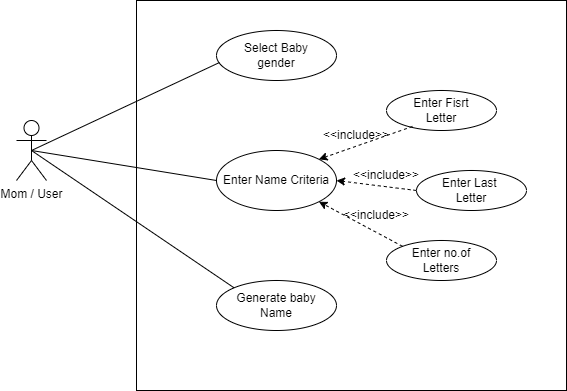 Select Baby
gender
Enter Fisrt
Letter
<<include>>
Mom / User
Enter Name Criteria
<<include>>
Enter Last
Letter
<<include>>
Enter no.of
Letters
Generate baby
Name